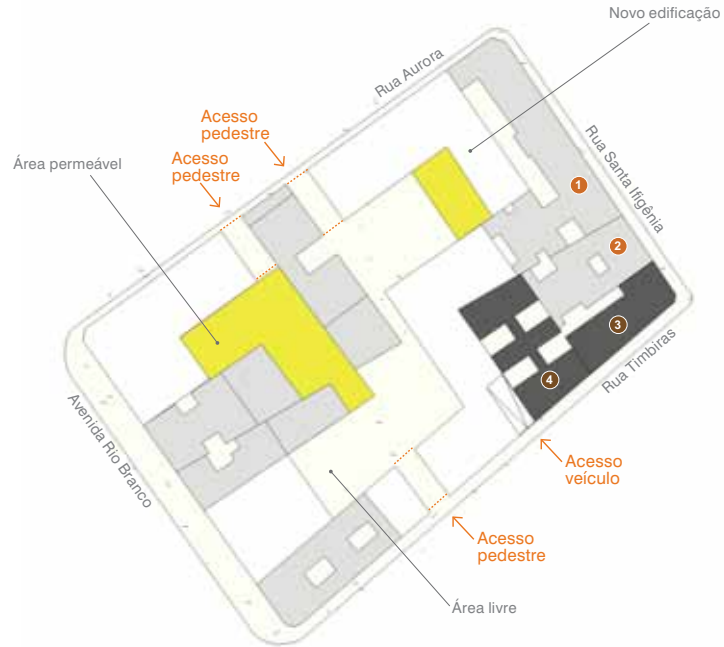 Novo edificação
Rua Aurora
Acesso
pedestre
Acesso
pedestre
Área permeável
Rua Santa Ifigênia
1
2
3
4
Rua Timbiras
Avenida Rio Branco
Acesso
veículo
Acesso
pedestre
Área livre